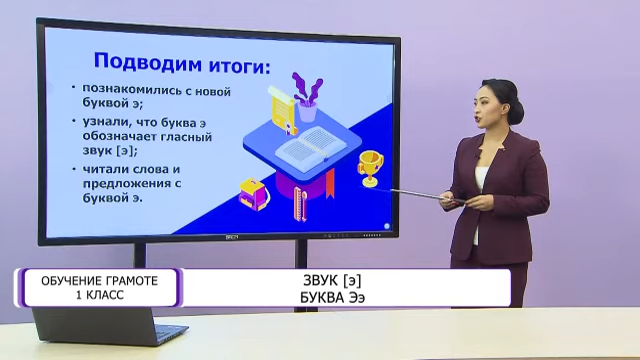 Подводим итоги:
• познакомились с новой
буквой э;
• узнали, что буква э
обозначает гласный
звук [э];
• читали слова и
предложения с
буквой э.
ОБУЧЕНИЕ ГРАМОТЕ
1 КЛАСС
ЗВУК [э]
БУКВА Ээ